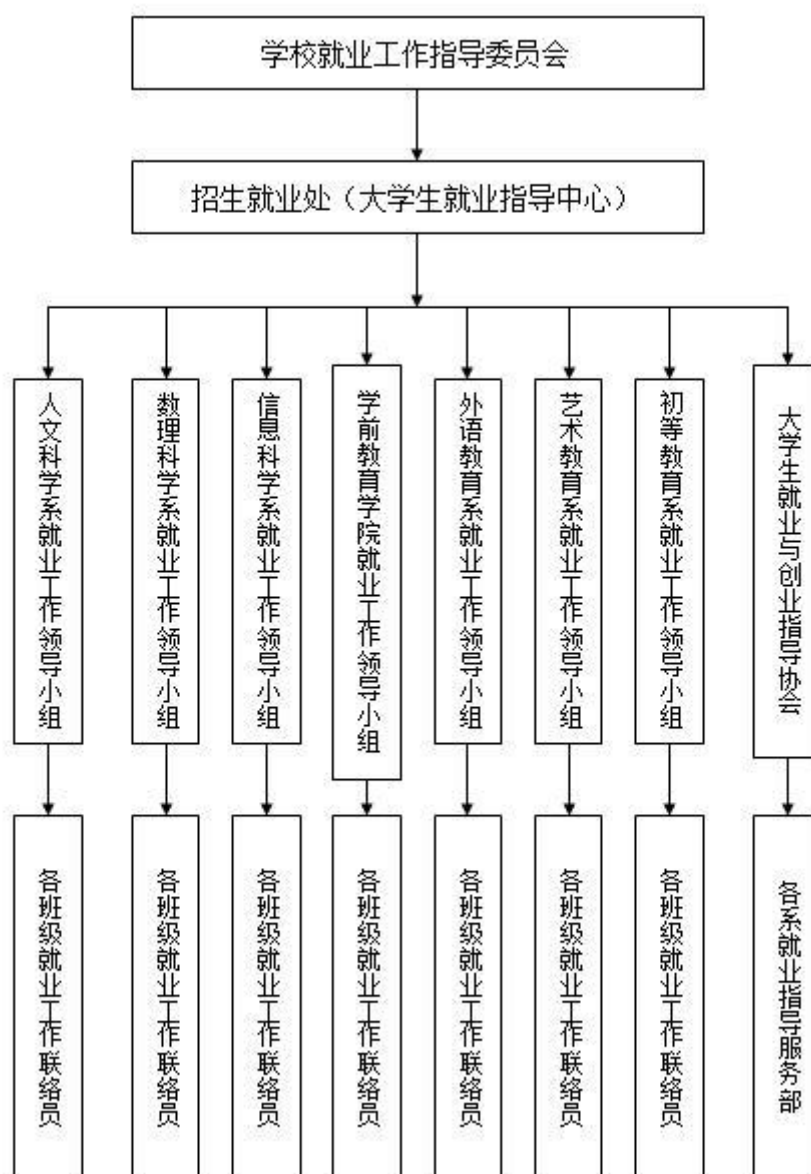 学校就业工作指导委员会
招生就业处（大学生就业指导中心）
人文科学系就业工作领导小组
数理科学系就业工作领导小组
信息科学系就业工作领导小组
学前教育学院就业工作领导小组
外语教育系就业工作领导小组
艺术教育系就业工作领导小组
初等教育系就业工作领导小组
大学生就业与创业指导协会
各班级就业工作联络员
各班级就业工作联络员
各班级就业工作联络员
各班级就业工作联络员
各班级就业工作联络员
各班级就业工作联络员
各班级就业工作联络员
各系就业指导服务部